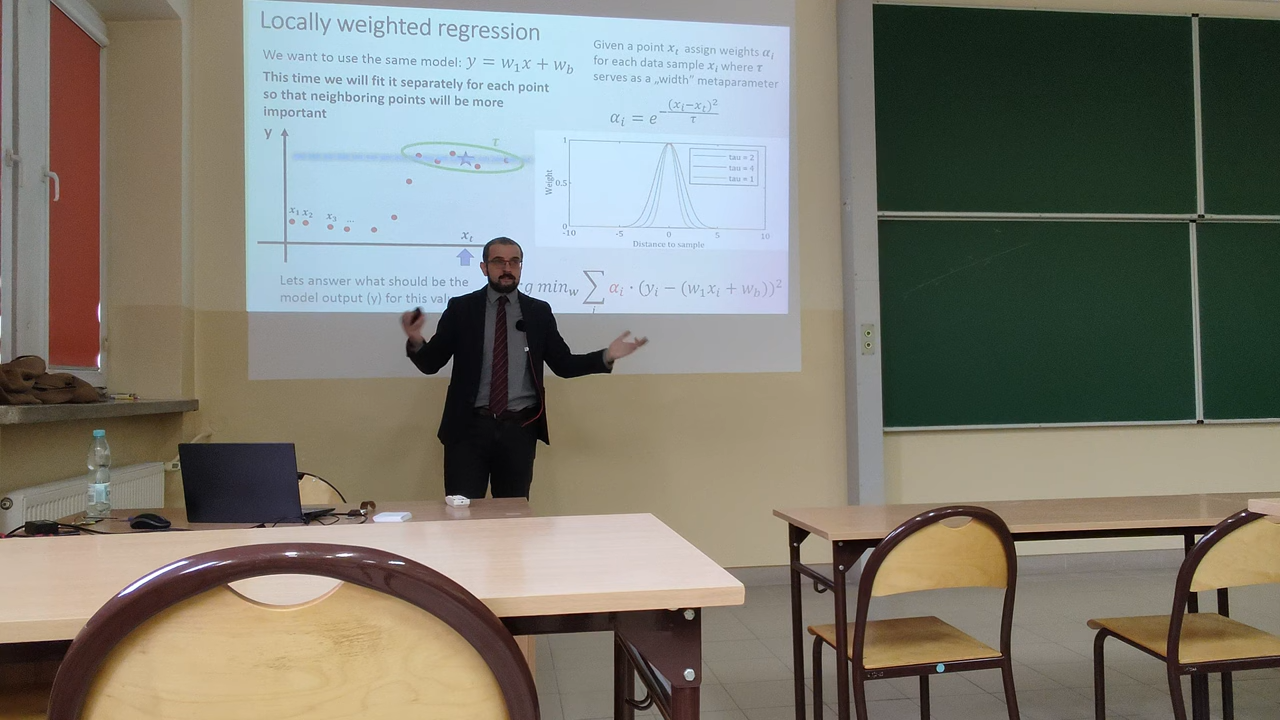 Locally weighted regression
We want to use the same model: y = w₁x + w_b
This time we will fit it separately for each point
so that neighboring points will be more
important
y
τ
x₁ x₂ x₃ ...
x_t
Lets answer what should be the
model output (y) for this
Given a point x_t assign weights α_i
for each data sample x_i where τ
serves as a „width” metaparameter
α_i = e^{-(x_i−x_t)²/τ}
1
0.5
0
Weight
tau = 2
tau = 4
tau = 1
-10 -5 0 5 10
Distance to sample
g min_w ∑ α_i · (y_i − (w₁x_i + w_b))²
i